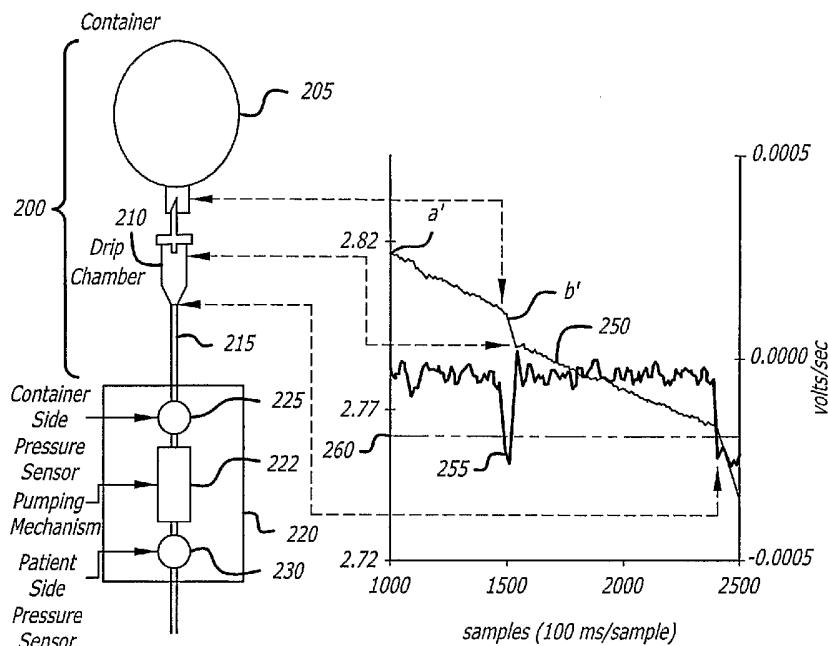 Container
205
200
210
Drip
Chamber
215
Container
Side
Pressure
Sensor
225
222
Pumping
Mechanism
220
Patient
Side
Pressure
Sensor
230
0.0005
a'
2.82
b'
250
0.0000
volts/sec
2.77
260
255
2.72
-0.0005
1000
1500
2000
2500
samples (100 ms/sample)